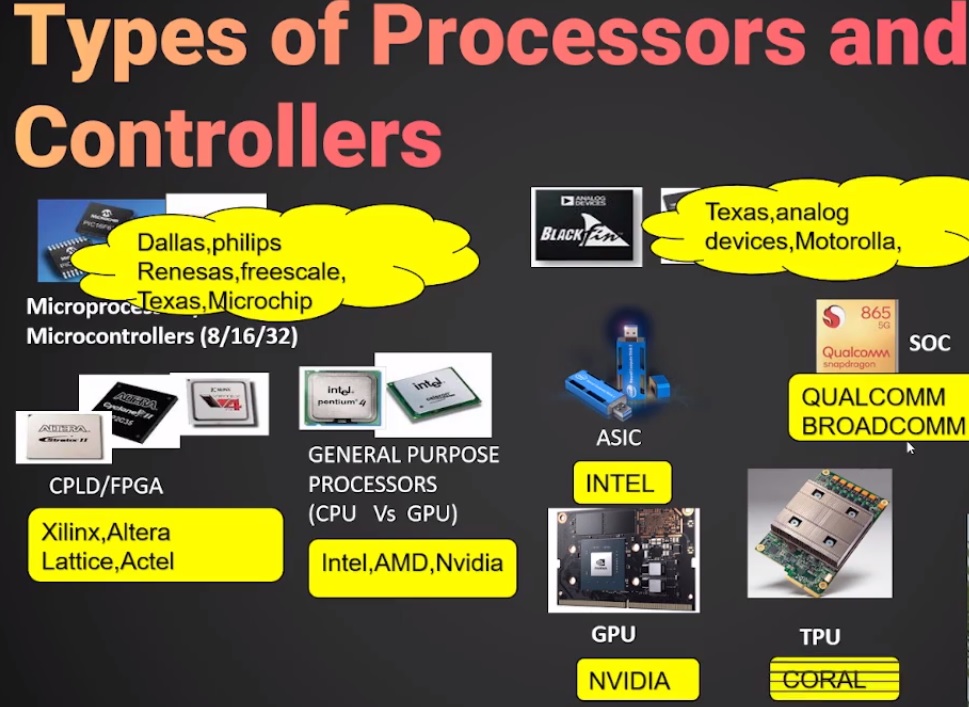 Types of Processors and
Controllers
Dallas,philips
Renesas,freescale,
Texas,Microchip
Microcontrollers (8/16/32)
ANALOG
DEVICES
BLACKfin
Texas,analog
devices,Motorolla,
865
5G
Qualcomm
snapdragon
SOC
QUALCOMM
BROADCOMM
ALTERA
Stratix II
ALTERA
Cyclone II
CPLD/FPGA
Xilinx,Altera
Lattice,Actel
intel
pentium 4
intel
GENERAL PURPOSE
PROCESSORS
(CPU Vs GPU)
Intel,AMD,Nvidia
ASIC
INTEL
GPU
NVIDIA
TPU
CORAL